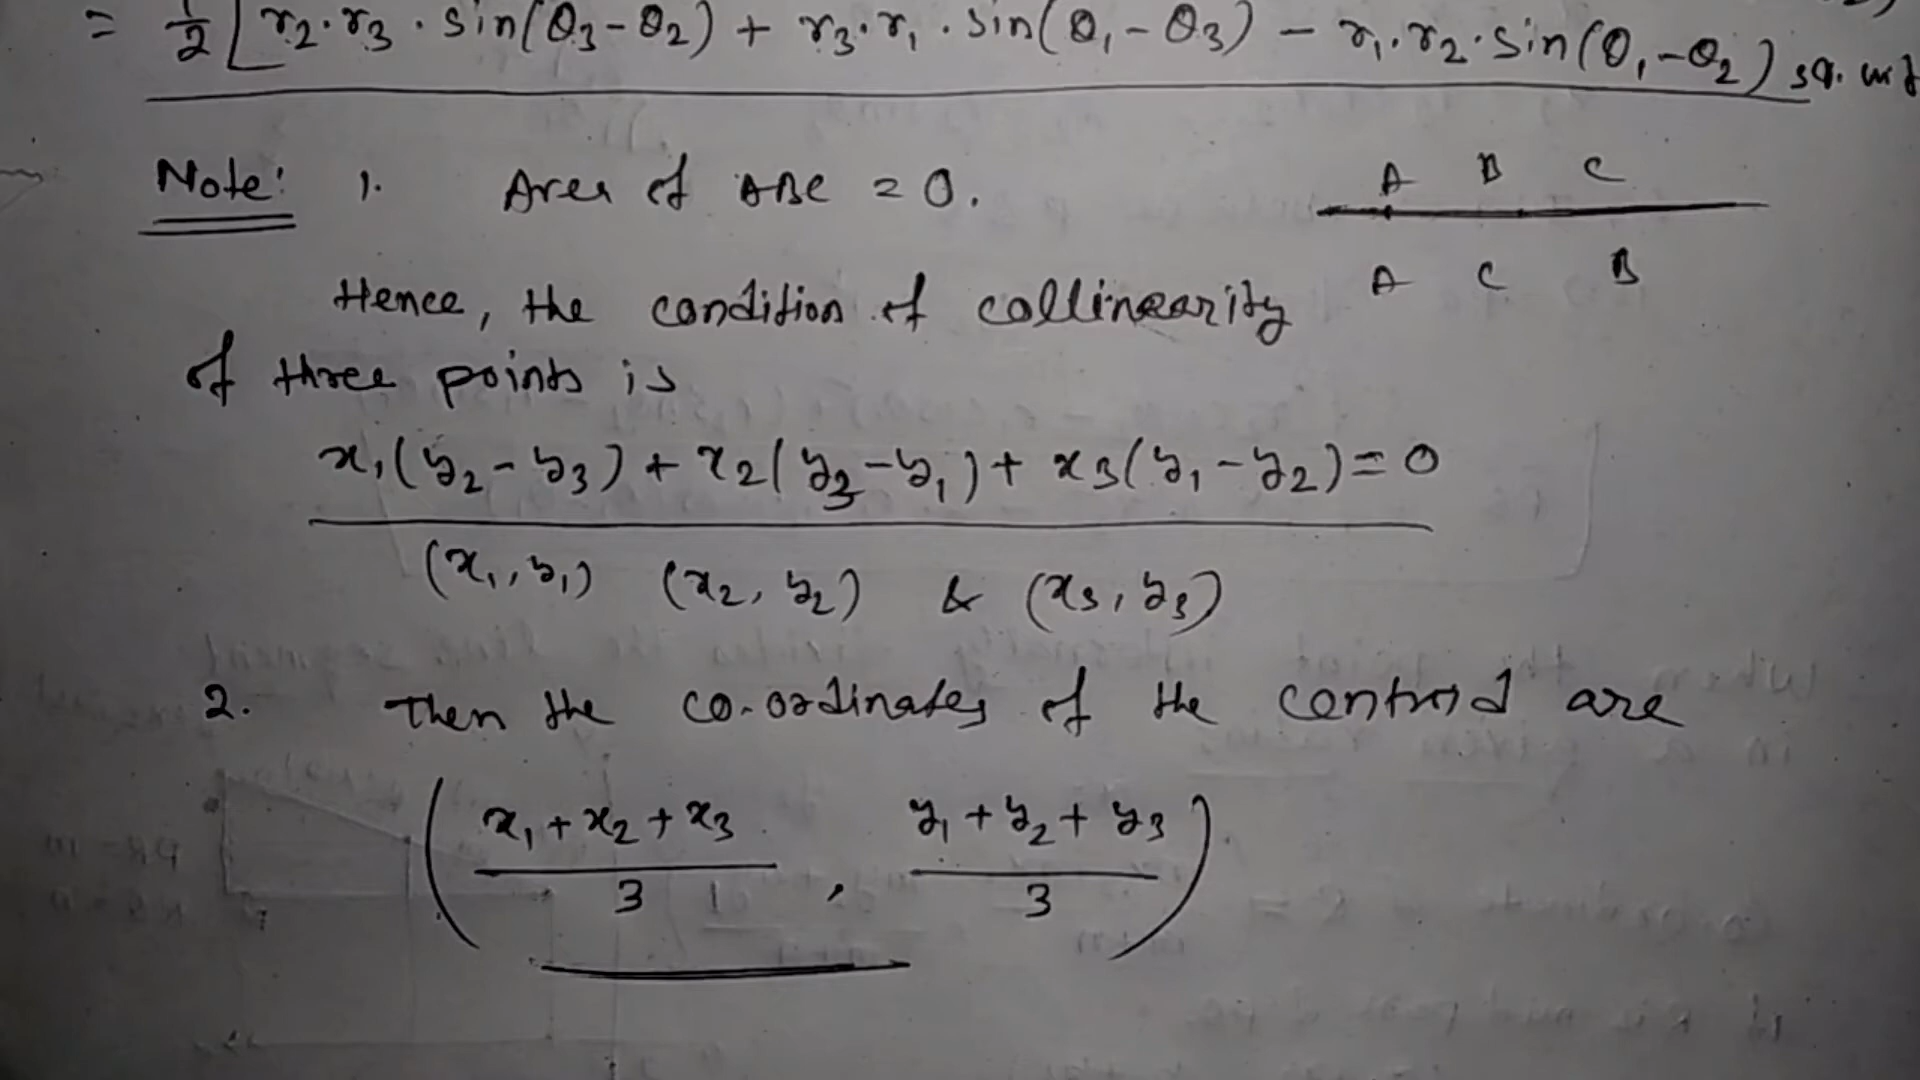 = 1/2 [ r₂·r₃ · sin(θ₃-θ₂) + r₃·r₁ · sin(θ₁-θ₃) - r₁·r₂·sin(θ₁-θ₂) sq. unit
Note: 1. Area of ABC = 0.
A B C
A C B
Hence, the condition of collinearity
of three points is
x₁(y₂-y₃) + x₂(y₃-y₁) + x₃(y₁-y₂) = 0
(x₁, y₁) (x₂, y₂) & (x₃, y₃)
2. Then the co-ordinates of the centroid are
( (x₁+x₂+x₃)/3 , (y₁+y₂+y₃)/3 )